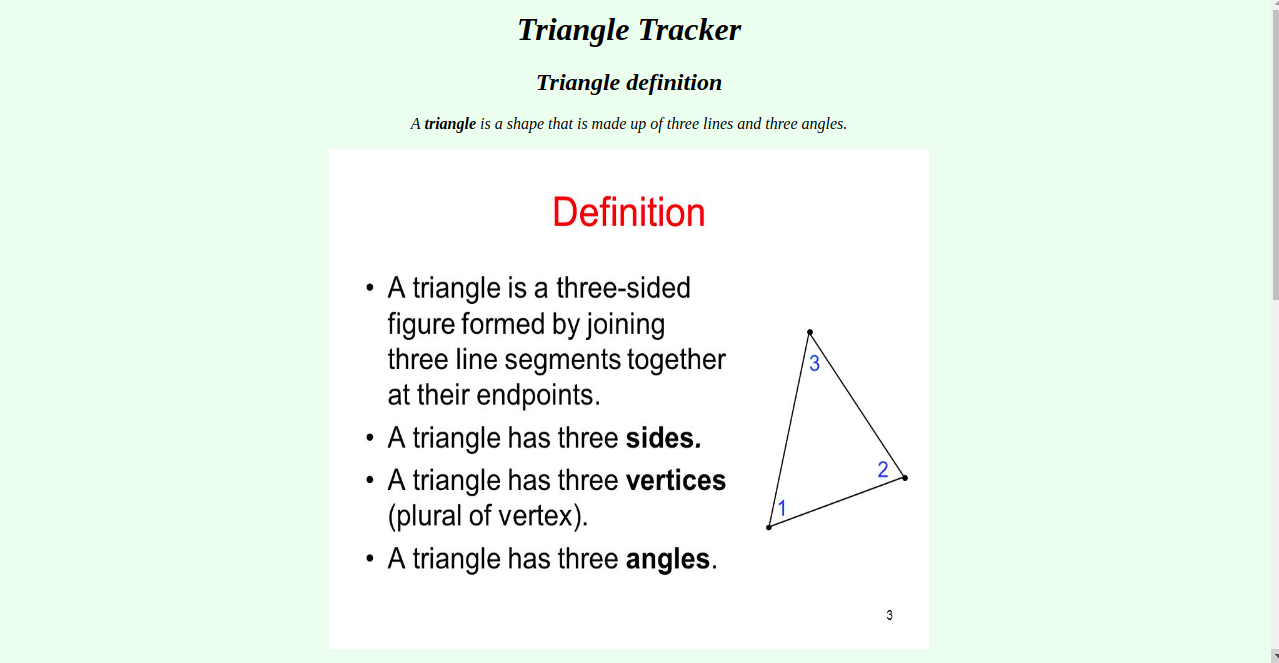 Triangle Tracker
Triangle definition
A triangle is a shape that is made up of three lines and three angles.
Definition
• A triangle is a three-sided
figure formed by joining
three line segments together
at their endpoints.
• A triangle has three sides.
• A triangle has three vertices
(plural of vertex).
• A triangle has three angles.
3
2
1
3